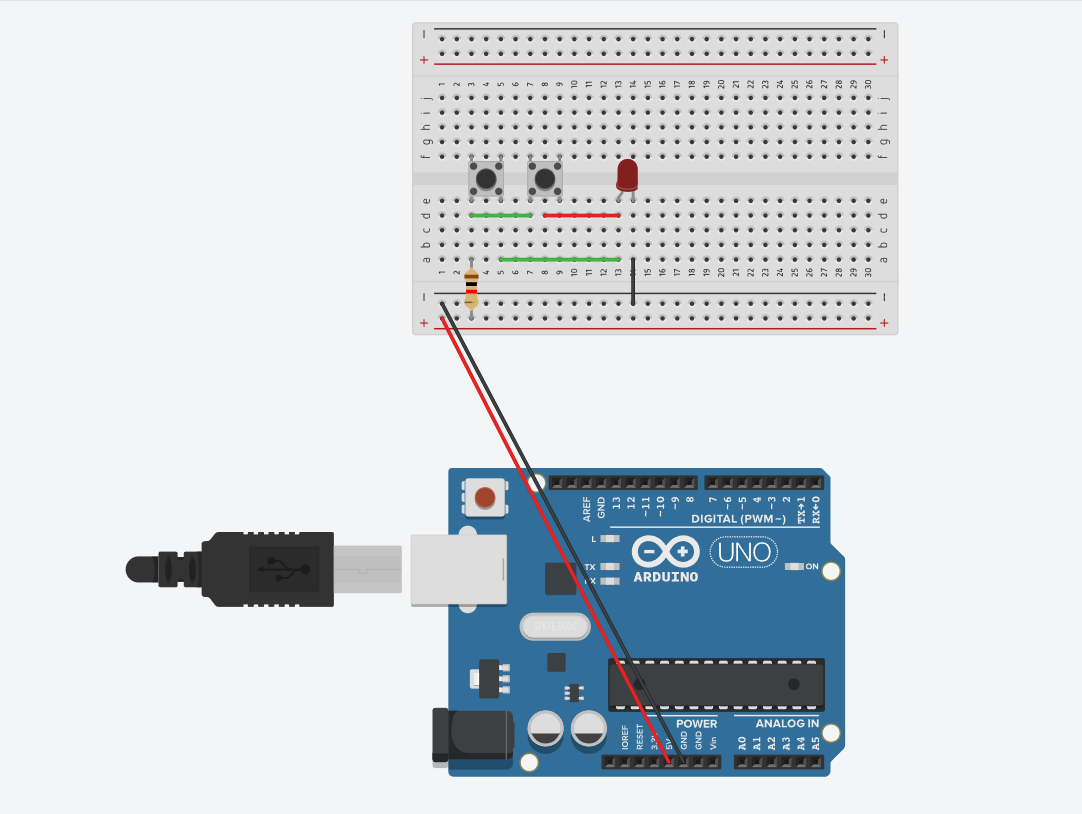 − −
+ +
1 2 3 4 5 6 7 8 9 10 11 12 13 14 15 16 17 18 19 20 21 22 23 24 25 26 27 28 29 30
j j
i i
h h
g g
f f
e e
d d
c c
b b
a a
1 2 3 4 5 6 7 8 9 10 11 12 13 15 16 17 18 19 20 21 22 23 24 25 26 27 28 29 30
− −
+ +
AREF GND 13 12 ~11 ~10 ~9 8 7 ~6 ~5 4 ~3 2 TX→1 RX←0
DIGITAL (PWM~)
L
TX
RX
ARDUINO
UNO
ON
POWER ANALOG IN
IOREF RESET 5V GND GND Vin A0 A1 A2 A3 A4 A5